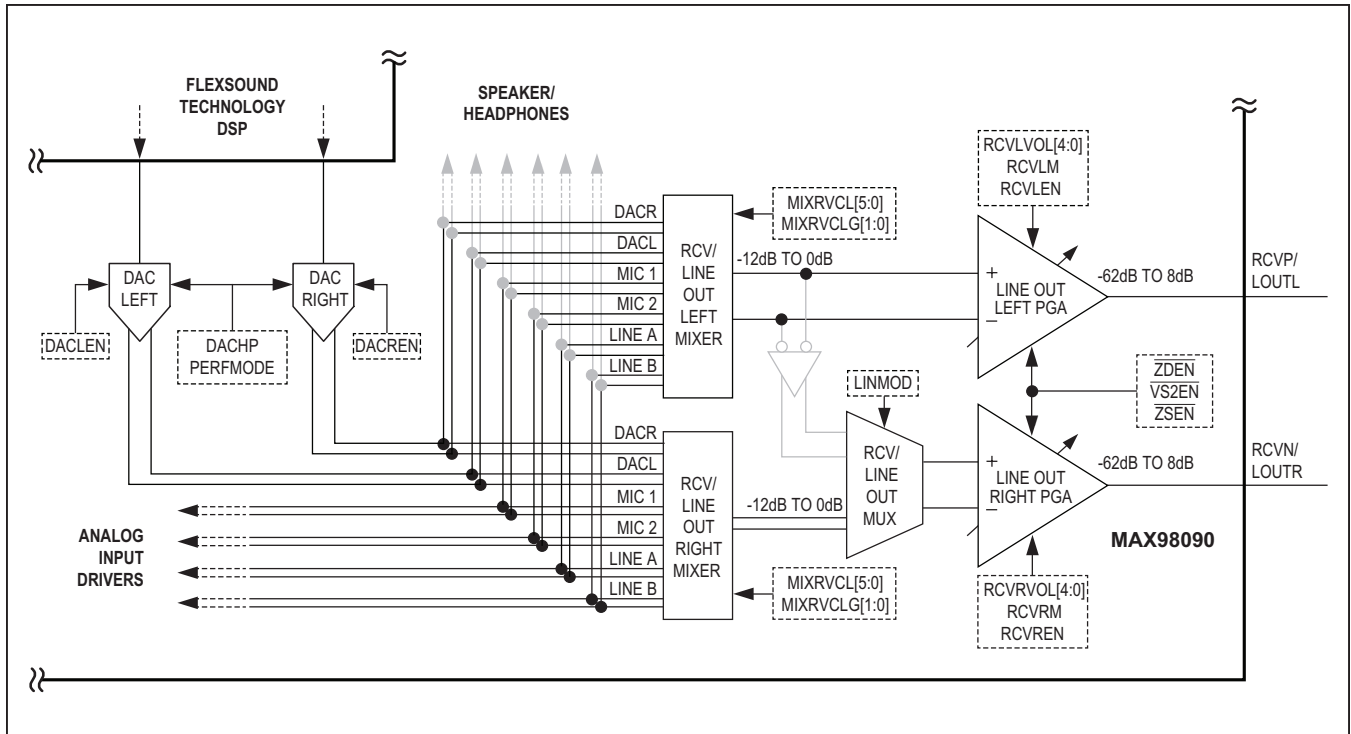 FLEXSOUND
TECHNOLOGY
DSP
SPEAKER/
HEADPHONES
DAC
LEFT
DAC
RIGHT
DACLEN
DACHP
PERFMODE
DACREN
DACR
DACL
MIC 1
MIC 2
LINE A
LINE B
RCV/
LINE
OUT
LEFT
MIXER
MIXRVCL[5:0]
MIXRVCLG[1:0]
-12dB TO 0dB
RCVLVOL[4:0]
RCVLM
RCVLEN
+
−
LINE OUT
LEFT PGA
-62dB TO 8dB
RCVP/
LOUTL
ZDEN
VS2EN
ZSEN
LINMOD
RCV/
LINE
OUT
MUX
DACR
DACL
MIC 1
MIC 2
LINE A
LINE B
RCV/
LINE
OUT
RIGHT
MIXER
-12dB TO 0dB
MIXRVCL[5:0]
MIXRVCLG[1:0]
+
−
LINE OUT
RIGHT PGA
-62dB TO 8dB
RCVN/
LOUTR
RCVRVOL[4:0]
RCVRM
RCVREN
MAX98090
ANALOG
INPUT
DRIVERS